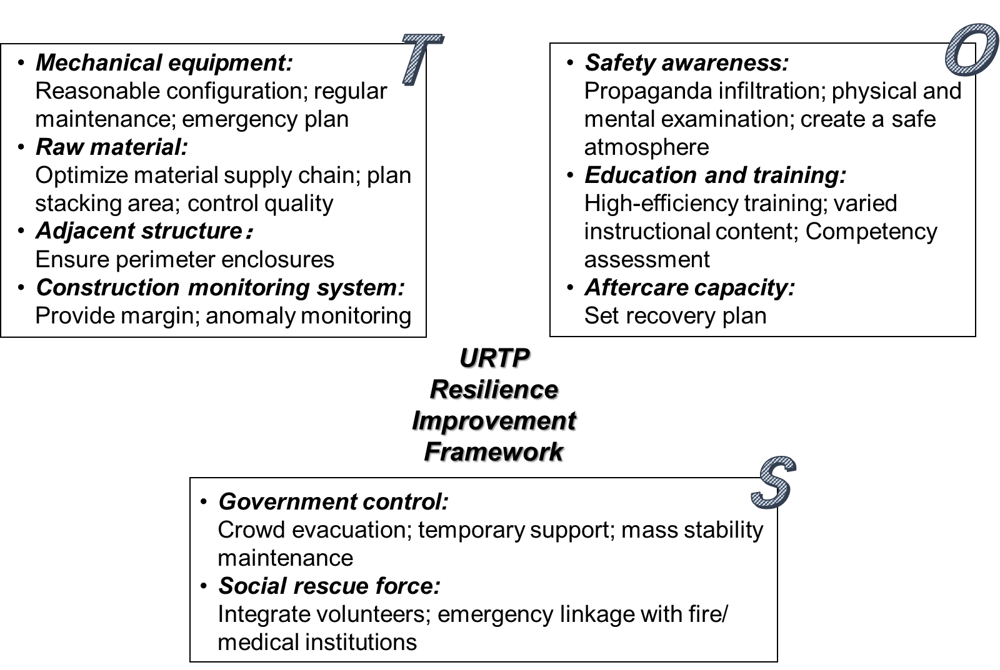 T
• Mechanical equipment:
Reasonable configuration; regular
maintenance; emergency plan
• Raw material:
Optimize material supply chain; plan
stacking area; control quality
• Adjacent structure：
Ensure perimeter enclosures
• Construction monitoring system:
Provide margin; anomaly monitoring
O
• Safety awareness:
Propaganda infiltration; physical and
mental examination; create a safe
atmosphere
• Education and training:
High-efficiency training; varied
instructional content; Competency
assessment
• Aftercare capacity:
Set recovery plan
URTP
Resilience
Improvement
Framework
S
• Government control:
Crowd evacuation; temporary support; mass stability
maintenance
• Social rescue force:
Integrate volunteers; emergency linkage with fire/
medical institutions